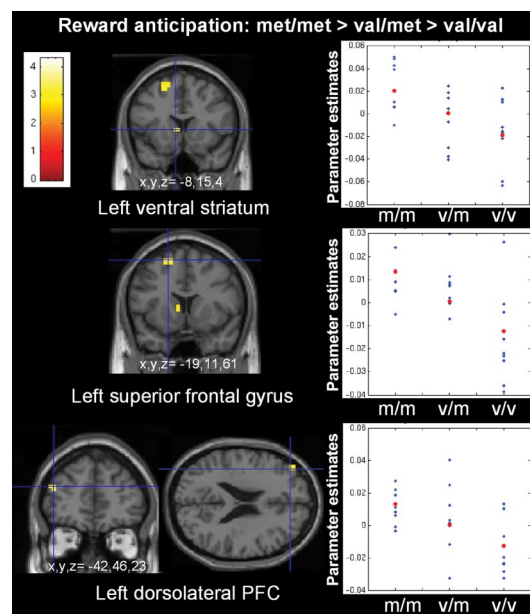 Reward anticipation: met/met > val/met > val/val
4
3
2
1
0
x,y,z= -8,15,4
Left ventral striatum
Parameter estimates
0.06
0.04
0.02
0
-0.02
-0.04
-0.06
-0.08
m/m
v/m
v/v
x,y,z= -19,11,61
Left superior frontal gyrus
Parameter estimates
0.03
0.02
0.01
0
-0.01
-0.02
-0.03
-0.04
m/m
v/m
v/v
x,y,z= -42,46,23
Left dorsolateral PFC
Parameter estimates
0.06
0.04
0.02
0
-0.02
-0.04
m/m
v/m
v/v